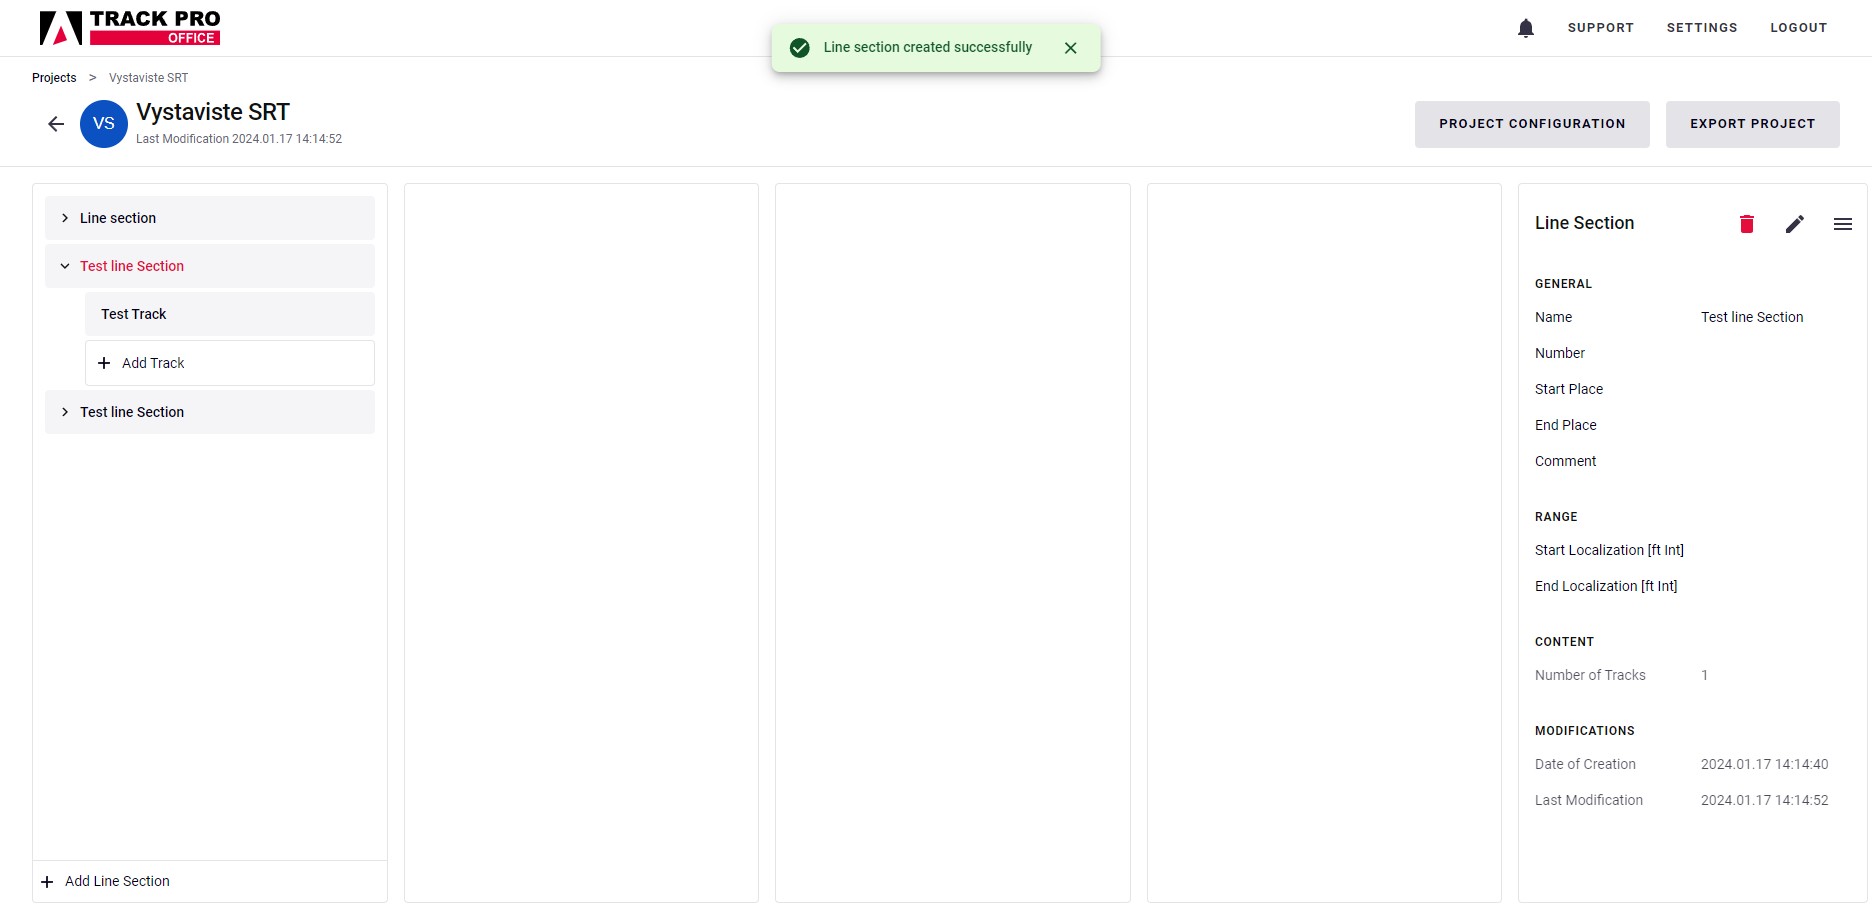 TRACK PRO
OFFICE
Line section created successfully
SUPPORT
SETTINGS
LOGOUT
Projects > Vystaviste SRT
VS
Vystaviste SRT
Last Modification 2024.01.17 14:14:52
PROJECT CONFIGURATION
EXPORT PROJECT
Line section
Test line Section
Test Track
Add Track
Test line Section
Add Line Section
Line Section
GENERAL
Name Test line Section
Number
Start Place
End Place
Comment
RANGE
Start Localization [ft Int]
End Localization [ft Int]
CONTENT
Number of Tracks 1
MODIFICATIONS
Date of Creation 2024.01.17 14:14:40
Last Modification 2024.01.17 14:14:52